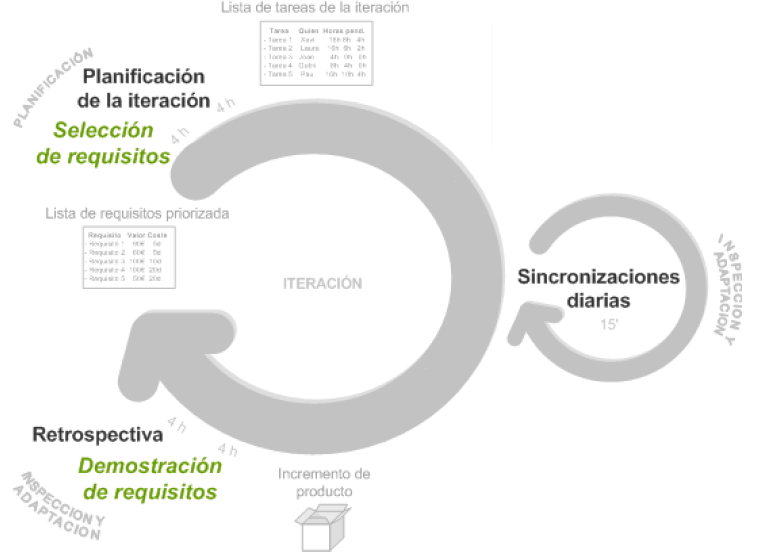 Lista de tareas de la iteración
Tarea Quien Horas pend.
- Tarea 1 Xavi 16h 8h 4h
- Tarea 2 Laura 16h 6h 2h
- Tarea 3 Joan 4h 0h 0h
- Tarea 4 Gabri 8h 4h 0h
- Tarea 5 Pau 10h 10h 4h
PLANIFICACIÓN
Planificación
de la iteración
4 h
4 h
Selección
de requisitos
Lista de requisitos priorizada
Requisito Valor Coste
- Requisito 1 90€ 5d
- Requisito 2 60€ 5d
- Requisito 3 100€ 10d
- Requisito 4 100€ 20d
- Requisito 5 50€ 20d
ITERACIÓN
Sincronizaciones
diarias
15'
INSPECCION Y
ADAPTACION
4 h
4 h
Retrospectiva
Demostración
de requisitos
INSPECCION Y
ADAPTACION
Incremento de
producto